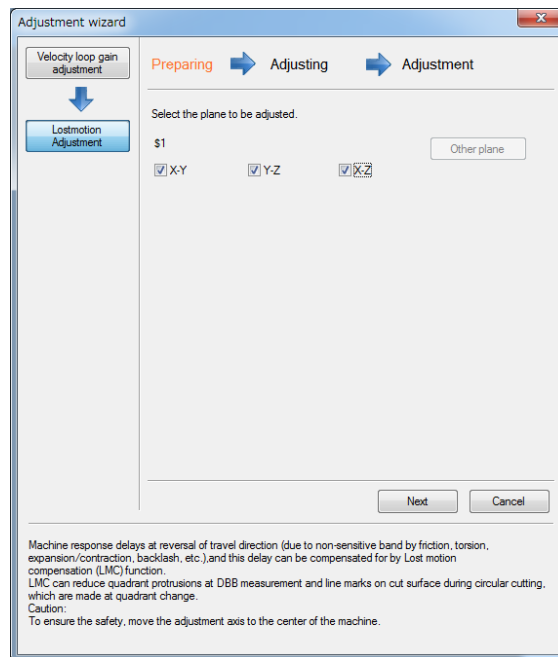 Adjustment wizard
Velocity loop gain
adjustment
Preparing
Adjusting
Adjustment
Lostmotion
Adjustment
Select the plane to be adjusted.
$1
Other plane
X-Y
Y-Z
X-Z
Next
Cancel
Machine response delays at reversal of travel direction (due to non-sensitive band by friction, torsion,
expansion/contraction, backlash, etc.),and this delay can be compensated for by Lost motion
compensation (LMC) function.
LMC can reduce quadrant protrusions at DBB measurement and line marks on cut surface during circular cutting,
which are made at quadrant change.
Caution:
To ensure the safety, move the adjustment axis to the center of the machine.